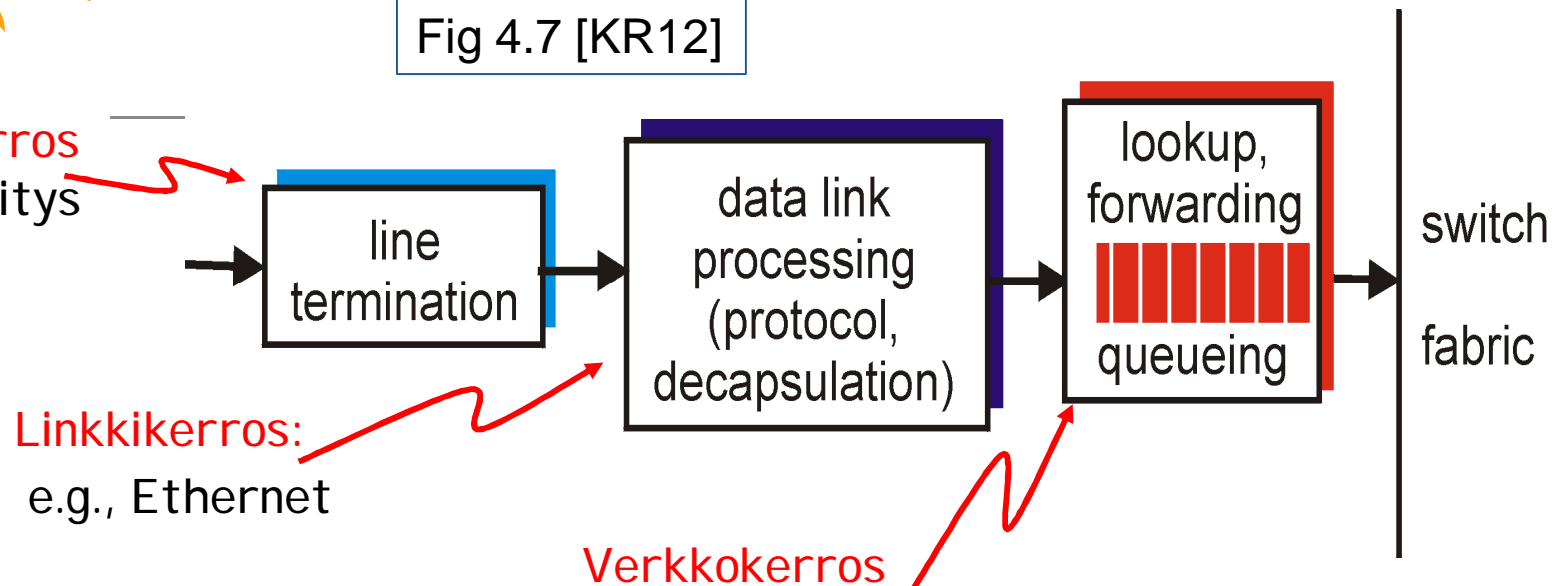 Fig 4.7 [KR12]
rros
itys
line
termination
data link
processing
(protocol,
decapsulation)
lookup,
forwarding
queueing
switch
fabric
Linkkikerros:
e.g., Ethernet
Verkkokerros